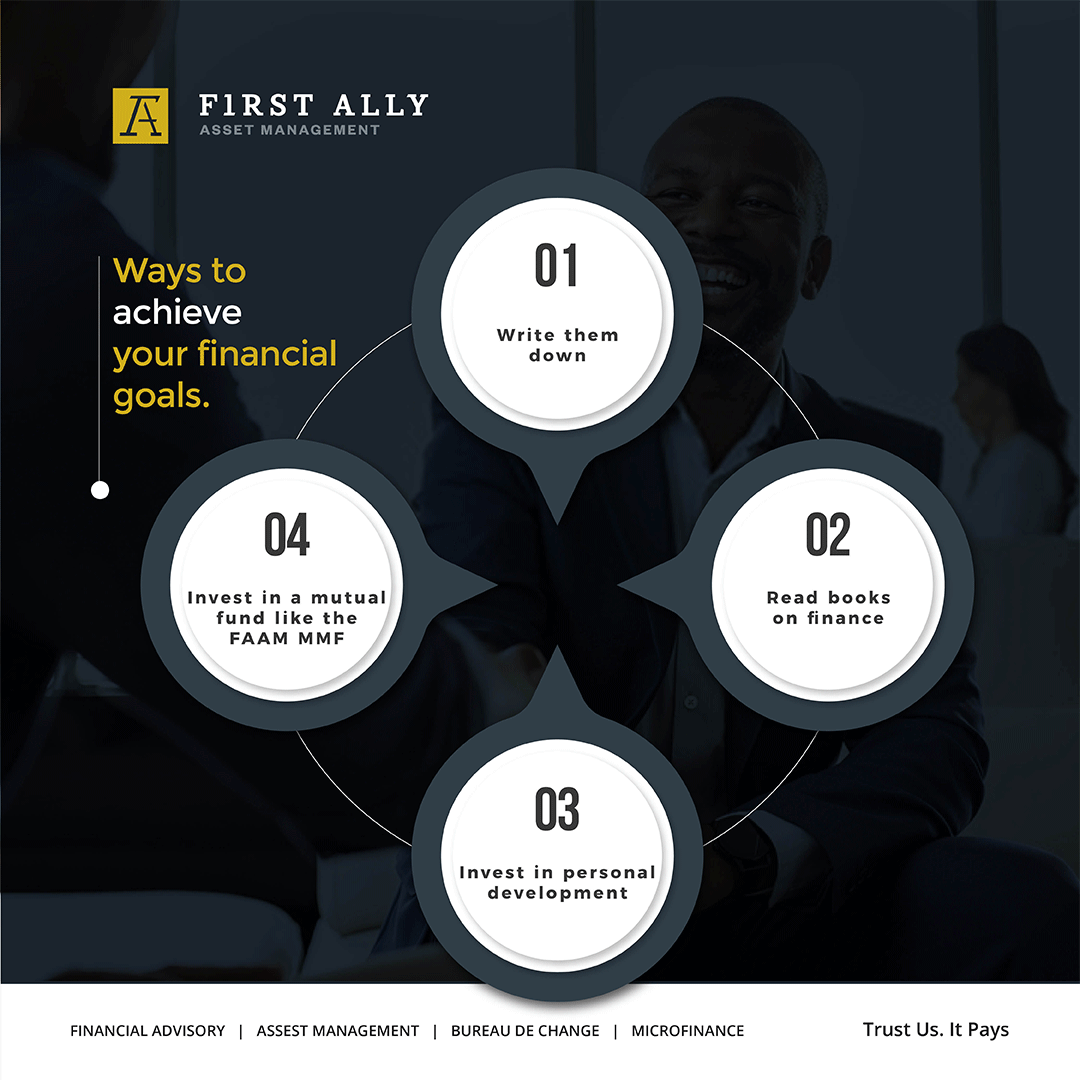 FIRST ALLY
ASSET MANAGEMENT
Ways to
achieve
your financial
goals.
01
Write them
down
02
Read books
on finance
03
Invest in personal
development
04
Invest in a mutual
fund like the
FAAM MMF
FINANCIAL ADVISORY | ASSEST MANAGEMENT | BUREAU DE CHANGE | MICROFINANCE
Trust Us. It Pays